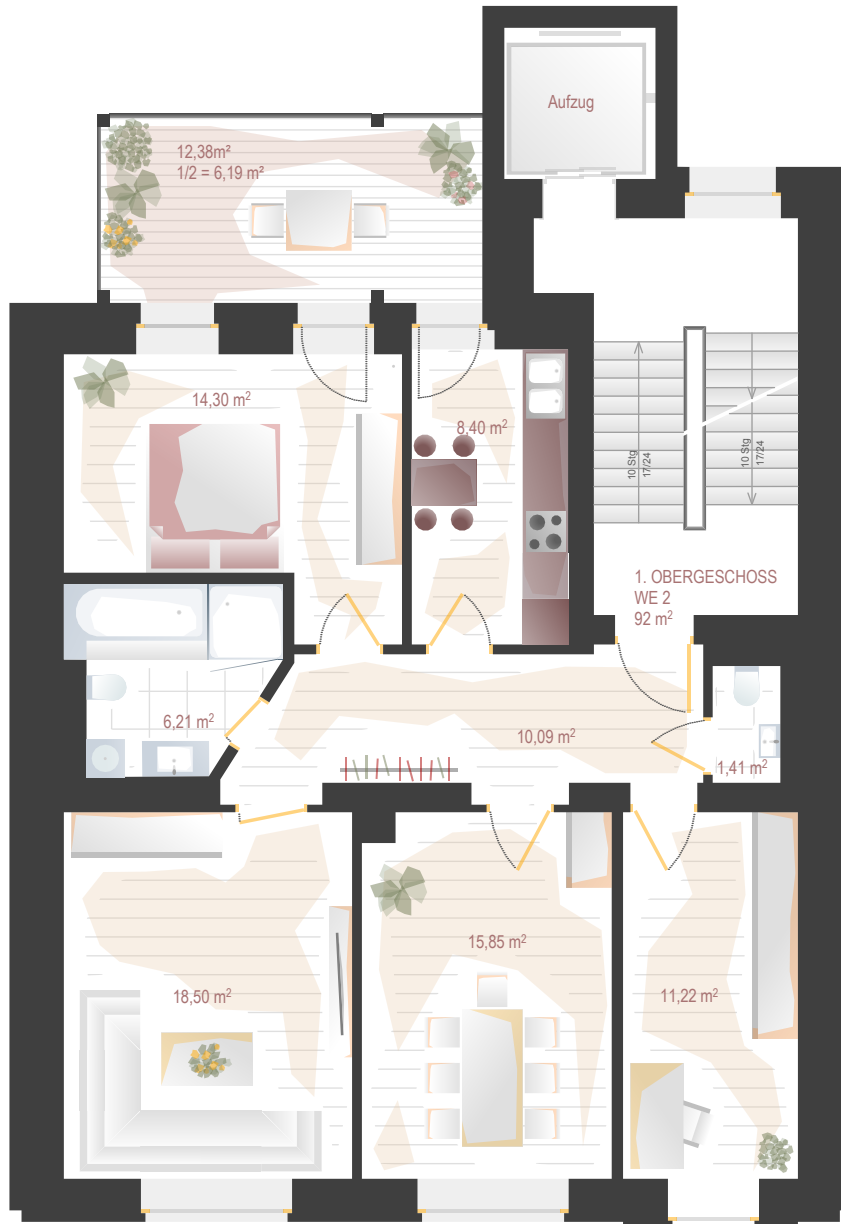 Aufzug
12,38m²
1/2 = 6,19 m²
14,30 m²
8,40 m²
10 Stg
17/24
10 Stg
17/24
1. OBERGESCHOSS
WE 2
92 m²
6,21 m²
10,09 m²
1,41 m²
15,85 m²
18,50 m²
11,22 m²